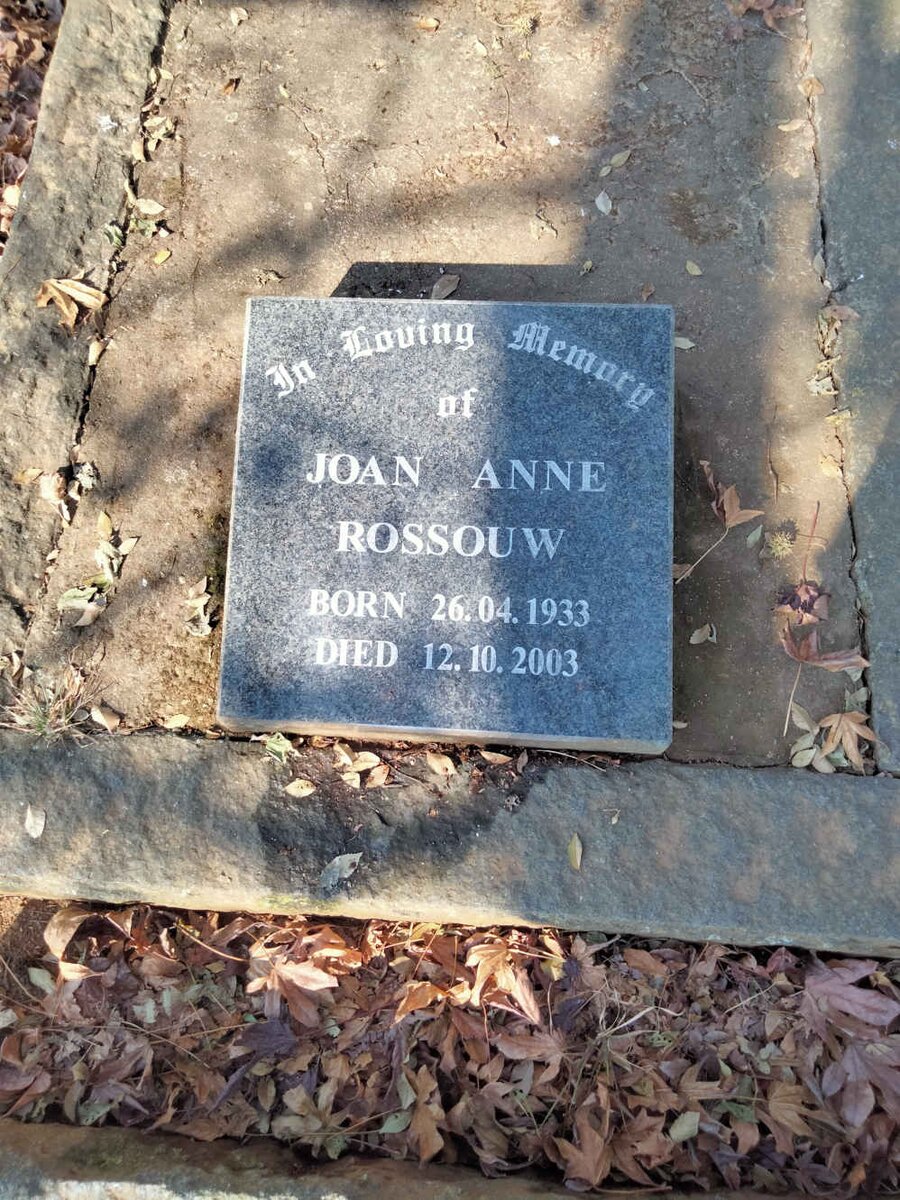 In Loving Memory
of
JOAN ANNE
ROSSOUW
BORN 26.04.1933
DIED 12.10.2003